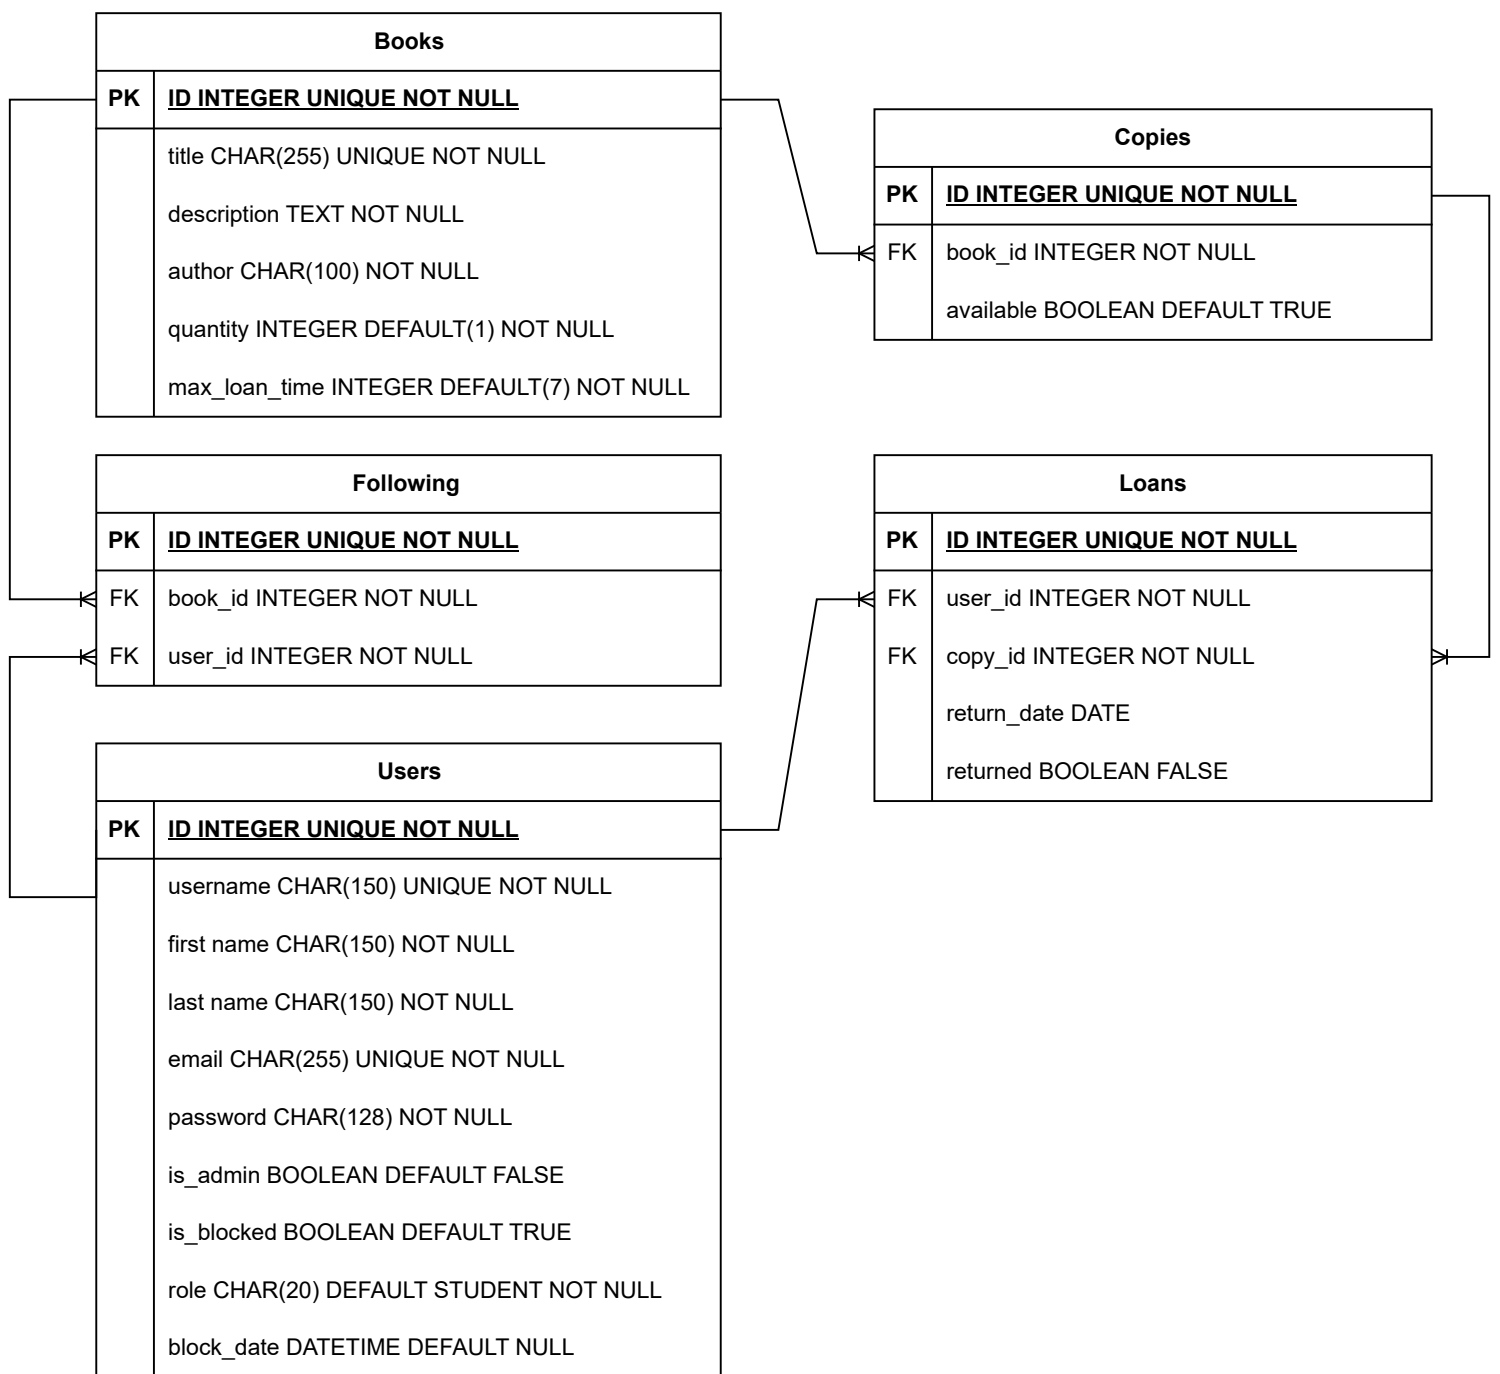 Books
PK ID INTEGER UNIQUE NOT NULL
title CHAR(255) UNIQUE NOT NULL
description TEXT NOT NULL
author CHAR(100) NOT NULL
quantity INTEGER DEFAULT(1) NOT NULL
max_loan_time INTEGER DEFAULT(7) NOT NULL
Copies
PK ID INTEGER UNIQUE NOT NULL
FK book_id INTEGER NOT NULL
available BOOLEAN DEFAULT TRUE
Following
PK ID INTEGER UNIQUE NOT NULL
FK book_id INTEGER NOT NULL
FK user_id INTEGER NOT NULL
Loans
PK ID INTEGER UNIQUE NOT NULL
FK user_id INTEGER NOT NULL
FK copy_id INTEGER NOT NULL
return_date DATE
returned BOOLEAN FALSE
Users
PK ID INTEGER UNIQUE NOT NULL
username CHAR(150) UNIQUE NOT NULL
first name CHAR(150) NOT NULL
last name CHAR(150) NOT NULL
email CHAR(255) UNIQUE NOT NULL
password CHAR(128) NOT NULL
is_admin BOOLEAN DEFAULT FALSE
is_blocked BOOLEAN DEFAULT TRUE
role CHAR(20) DEFAULT STUDENT NOT NULL
block_date DATETIME DEFAULT NULL